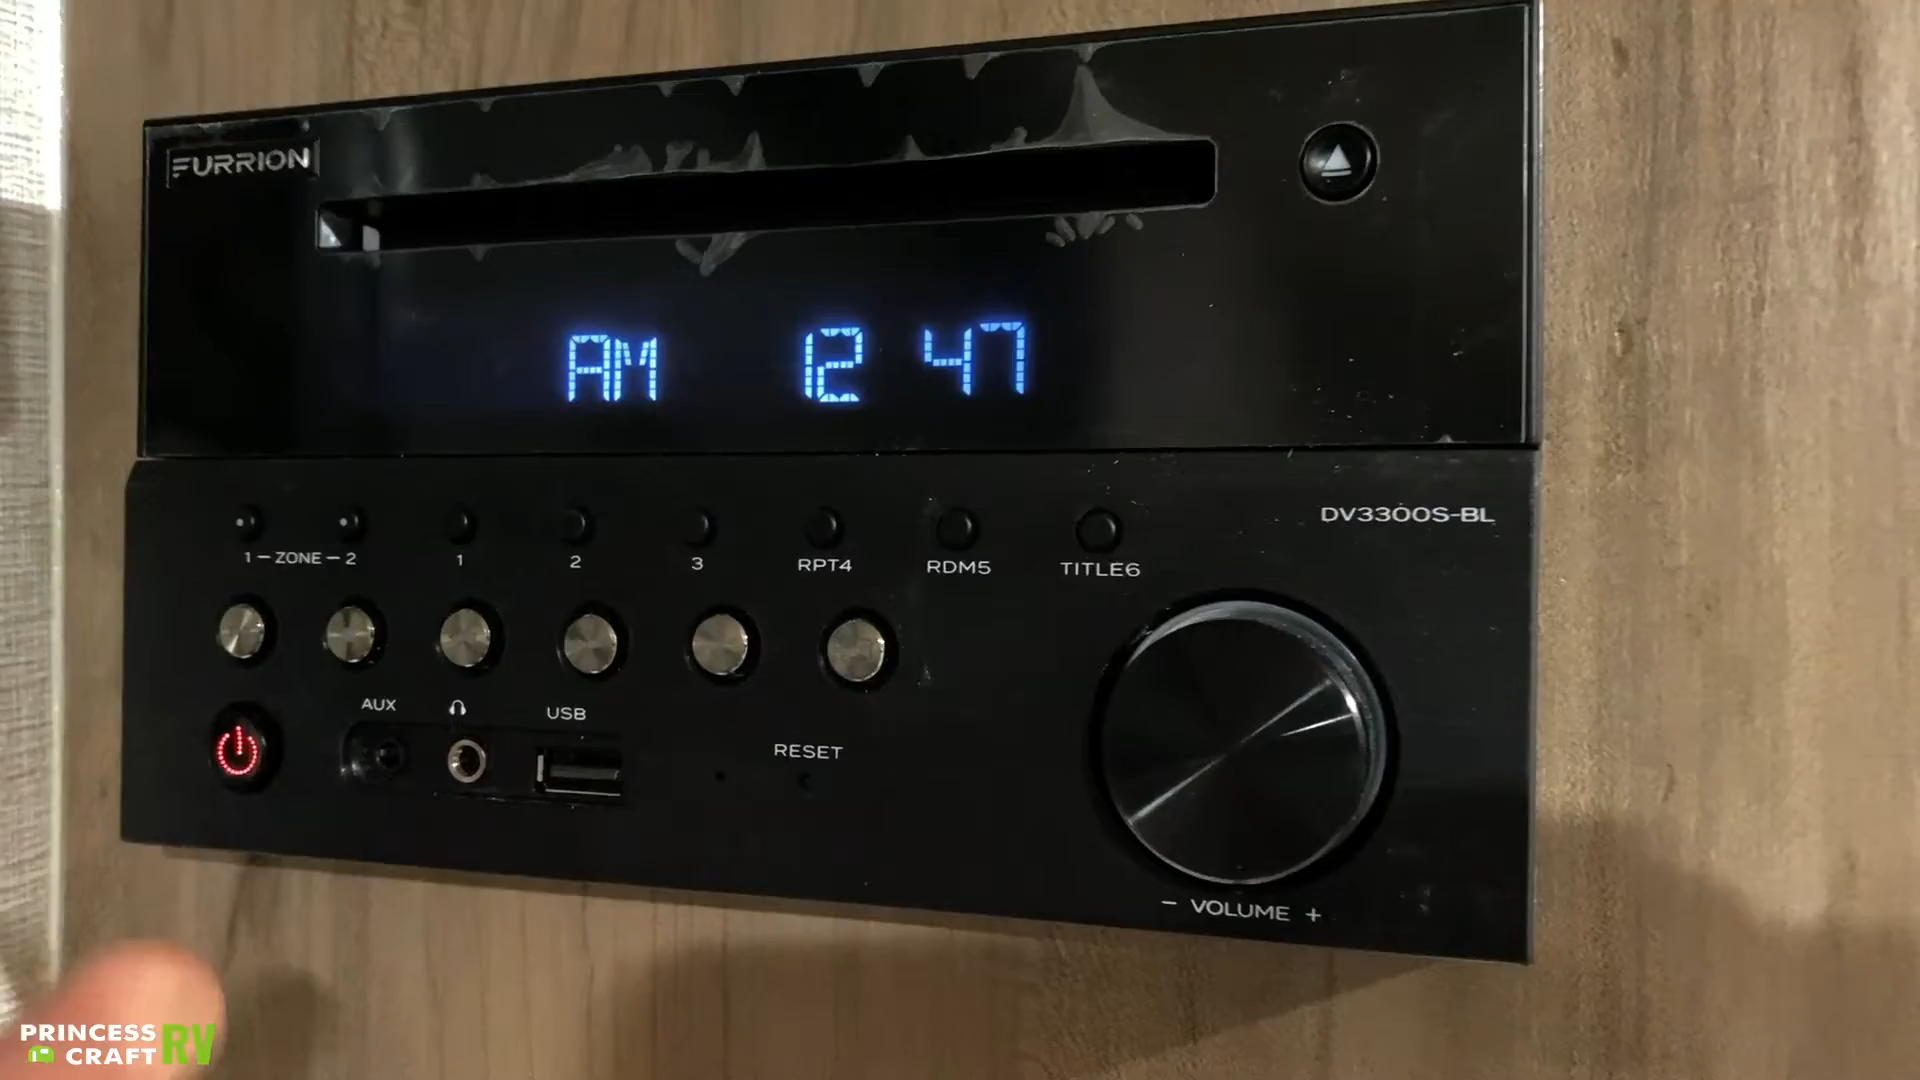 FURRION
AM 12 47
DV3300S-BL
1 – ZONE – 2
1
2
3
RPT4
RDM5
TITLE6
AUX
USB
RESET
– VOLUME +
PRINCESS
CRAFT RV